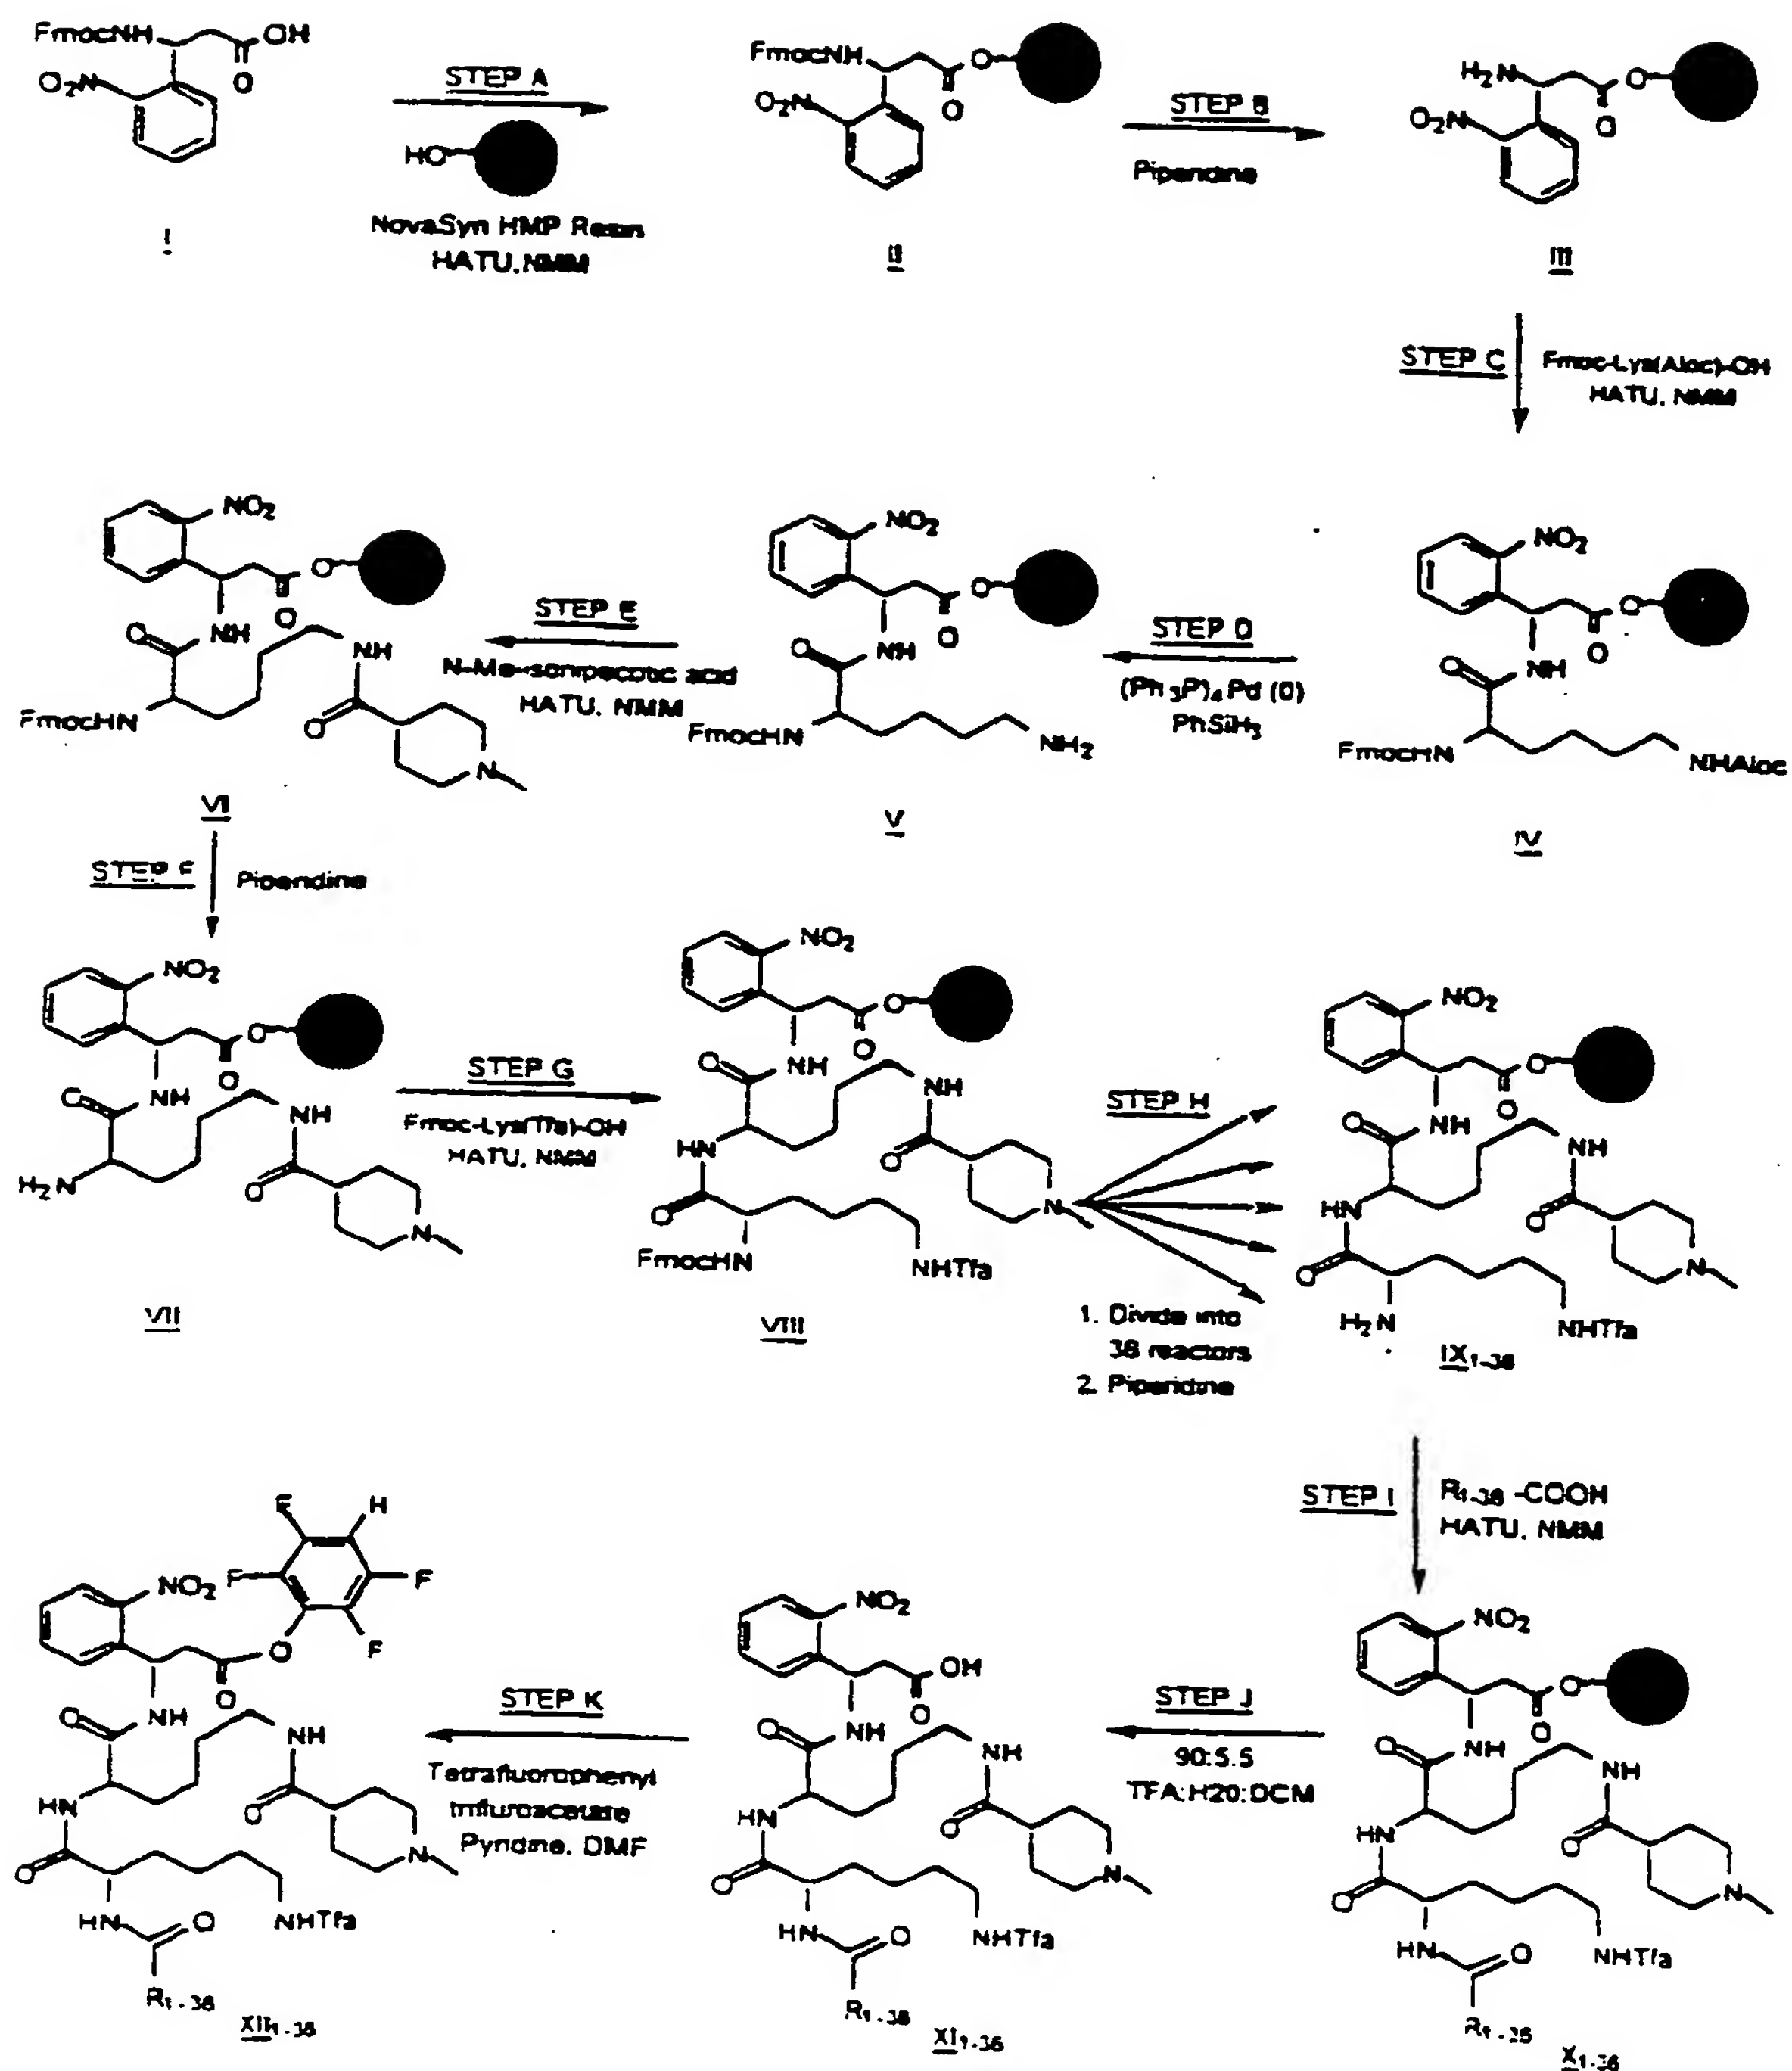 FmocNH
OH
O
O₂N
I
STEP A
HO
NovaSyn HMP Resin
HATU, NMM
FmocNH
O
O
O₂N
II
STEP B
Piperidine
H₂N
O
O
O₂N
III
STEP C
Fmoc-Lys(Aloc)-OH
HATU, NMM
NO₂
O
O
NH
O
FmocHN
NHAloc
IV
STEP D
(Ph₃P)₄Pd (0)
PhSiH₃
NO₂
O
O
NH
O
FmocHN
NH₂
V
STEP E
N-Me-isonipecotic acid
HATU, NMM
NO₂
O
O
NH
O
NH
FmocHN
O
N
VI
STEP F
Piperidine
NO₂
O
O
NH
O
NH
H₂N
O
N
VII
STEP G
Fmoc-Lys(Tfa)-OH
HATU, NMM
NO₂
O
O
NH
O
NH
HN
O
O
N
FmocHN
NHTfa
VIII
STEP H
1. Divide into
38 reactors
2. Piperidine
NO₂
O
O
NH
O
NH
HN
O
O
N
H₂N
NHTfa
STEP I
-COOH
HATU, NMM
NO₂
O
O
NH
O
NH
HN
O
O
N
HN
O
NHTfa
STEP J
90:5.5
TFA:H20:DCM
NO₂
OH
O
NH
O
NH
HN
O
O
N
HN
O
NHTfa
STEP K
Tetrafluorophenyl
trifluroacetate
Pyridine, DMF
F
H
NO₂
F
F
F
O
O
NH
O
NH
HN
O
O
N
HN
O
NHTfa